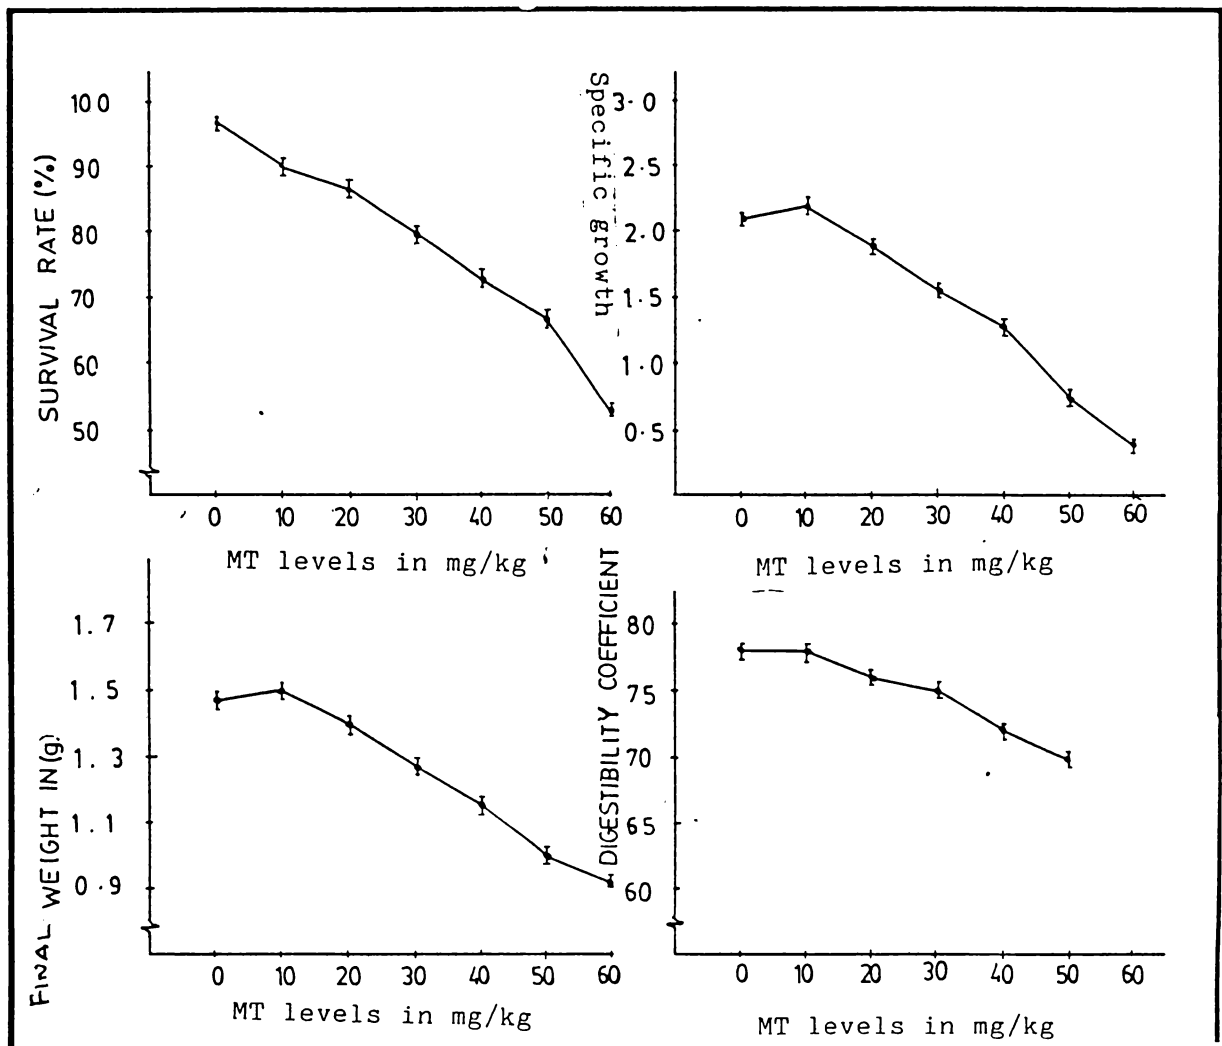 SURVIVAL RATE (%)
100
90
80
70
60
50
0 10 20 30 40 50 60
MT levels in mg/kg
Specific growth
3.0
2.5
2.0
1.5
1.0
0.5
0 10 20 30 40 50 60
MT levels in mg/kg
FINAL WEIGHT IN (g)
1.7
1.5
1.3
1.1
0.9
0 10 20 30 40 50 60
MT levels in mg/kg
DIGESTIBILITY COEFFICIENT
80
75
70
65
60
0 10 20 30 40 50 60
MT levels in mg/kg